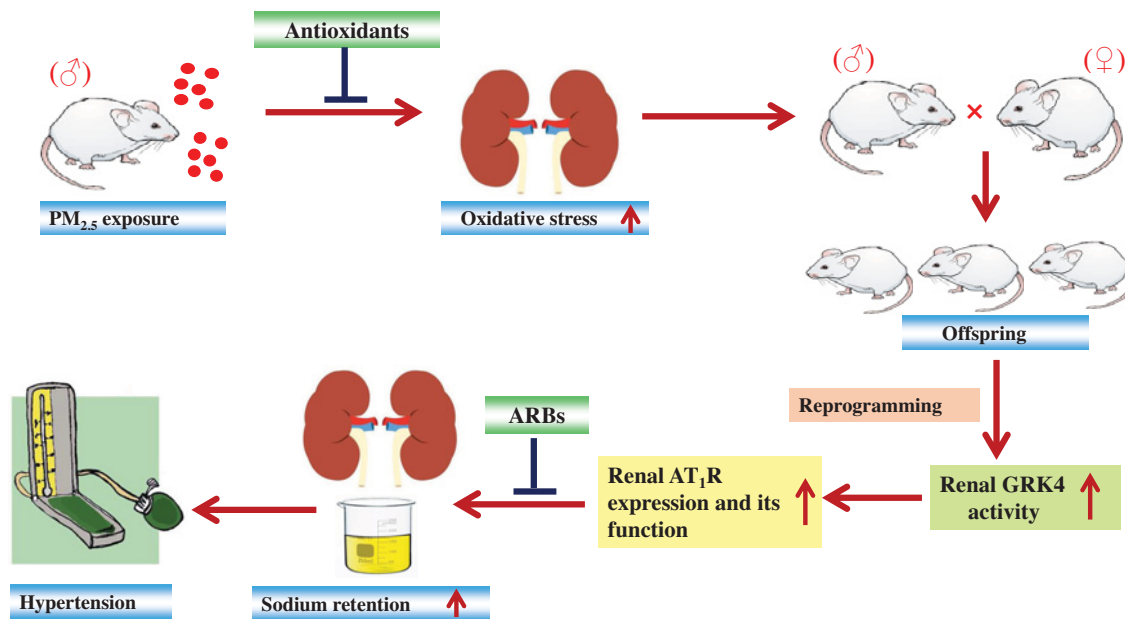 Antioxidants
(♂)
PM₂.₅ exposure
Oxidative stress
(♂)
(♀)
×
Offspring
Reprogramming
Renal GRK4
activity
Renal AT₁R
expression and its
function
ARBs
Sodium retention
Hypertension